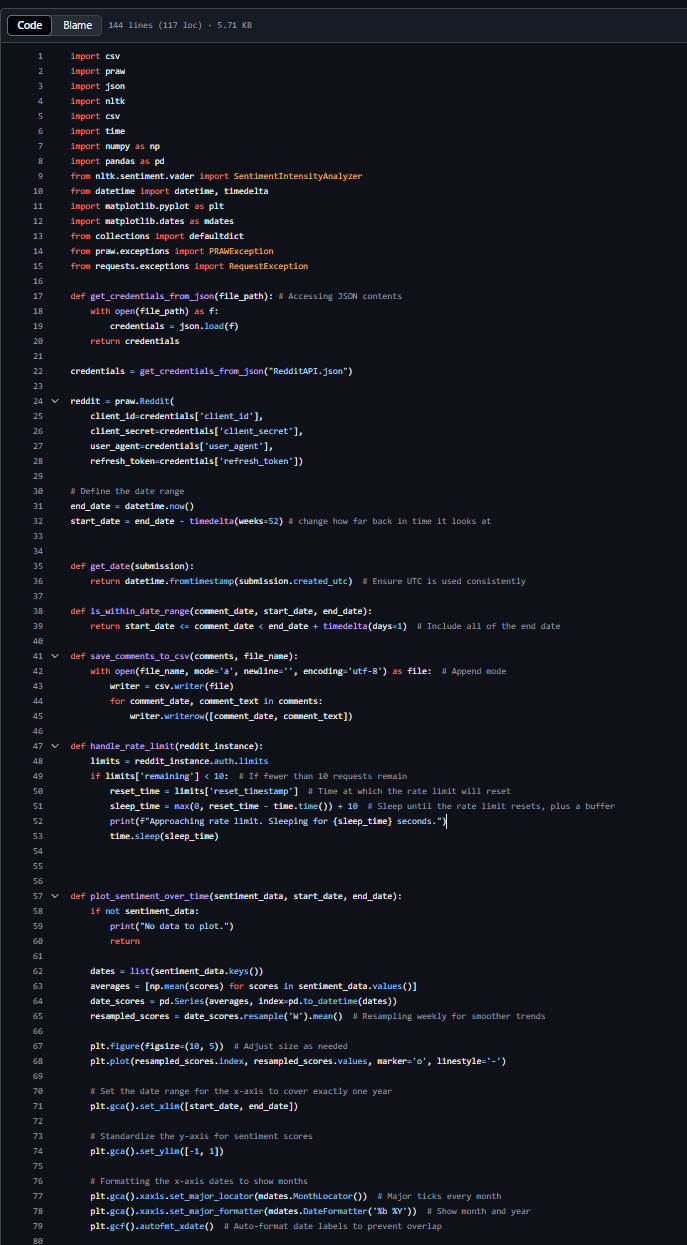 Code Blame 144 lines (117 loc) · 5.71 KB
1 import csv
2 import praw
3 import json
4 import nltk
5 import csv
6 import time
7 import numpy as np
8 import pandas as pd
9 from nltk.sentiment.vader import SentimentIntensityAnalyzer
10 from datetime import datetime, timedelta
11 import matplotlib.pyplot as plt
12 import matplotlib.dates as mdates
13 from collections import defaultdict
14 from praw.exceptions import PRAWException
15 from requests.exceptions import RequestException
16
17 def get_credentials_from_json(file_path): # Accessing JSON contents
18     with open(file_path) as f:
19         credentials = json.load(f)
20     return credentials
21
22 credentials = get_credentials_from_json("RedditAPI.json")
23
24 reddit = praw.Reddit(
25     client_id=credentials['client_id'],
26     client_secret=credentials['client_secret'],
27     user_agent=credentials['user_agent'],
28     refresh_token=credentials['refresh_token'])
29
30 # Define the date range
31 end_date = datetime.now()
32 start_date = end_date - timedelta(weeks=52) # change how far back in time it looks at
33
34
35 def get_date(submission):
36     return datetime.fromtimestamp(submission.created_utc)  # Ensure UTC is used consistently
37
38 def is_within_date_range(comment_date, start_date, end_date):
39     return start_date <= comment_date < end_date + timedelta(days=1)  # Include all of the end date
40
41 def save_comments_to_csv(comments, file_name):
42     with open(file_name, mode='a', newline='', encoding='utf-8') as file:  # Append mode
43         writer = csv.writer(file)
44         for comment_date, comment_text in comments:
45             writer.writerow([comment_date, comment_text])
46
47 def handle_rate_limit(reddit_instance):
48     limits = reddit_instance.auth.limits
49     if limits['remaining'] < 10:  # If fewer than 10 requests remain
50         reset_time = limits['reset_timestamp']  # Time at which the rate limit will reset
51         sleep_time = max(0, reset_time - time.time()) + 10  # Sleep until the rate limit resets, plus a buffer
52         print(f"Approaching rate limit. Sleeping for {sleep_time} seconds.")
53         time.sleep(sleep_time)
54
55
56
57 def plot_sentiment_over_time(sentiment_data, start_date, end_date):
58     if not sentiment_data:
59         print("No data to plot.")
60         return
61
62     dates = list(sentiment_data.keys())
63     averages = [np.mean(scores) for scores in sentiment_data.values()]
64     date_scores = pd.Series(averages, index=pd.to_datetime(dates))
65     resampled_scores = date_scores.resample('W').mean()  # Resampling weekly for smoother trends
66
67     plt.figure(figsize=(10, 5))  # Adjust size as needed
68     plt.plot(resampled_scores.index, resampled_scores.values, marker='o', linestyle='-')
69
70     # Set the date range for the x-axis to cover exactly one year
71     plt.gca().set_xlim([start_date, end_date])
72
73     # Standardize the y-axis for sentiment scores
74     plt.gca().set_ylim([-1, 1])
75
76     # Formatting the x-axis dates to show months
77     plt.gca().xaxis.set_major_locator(mdates.MonthLocator())  # Major ticks every month
78     plt.gca().xaxis.set_major_formatter(mdates.DateFormatter('%b %Y'))  # Show month and year
79     plt.gcf().autofmt_xdate()  # Auto-format date labels to prevent overlap
80